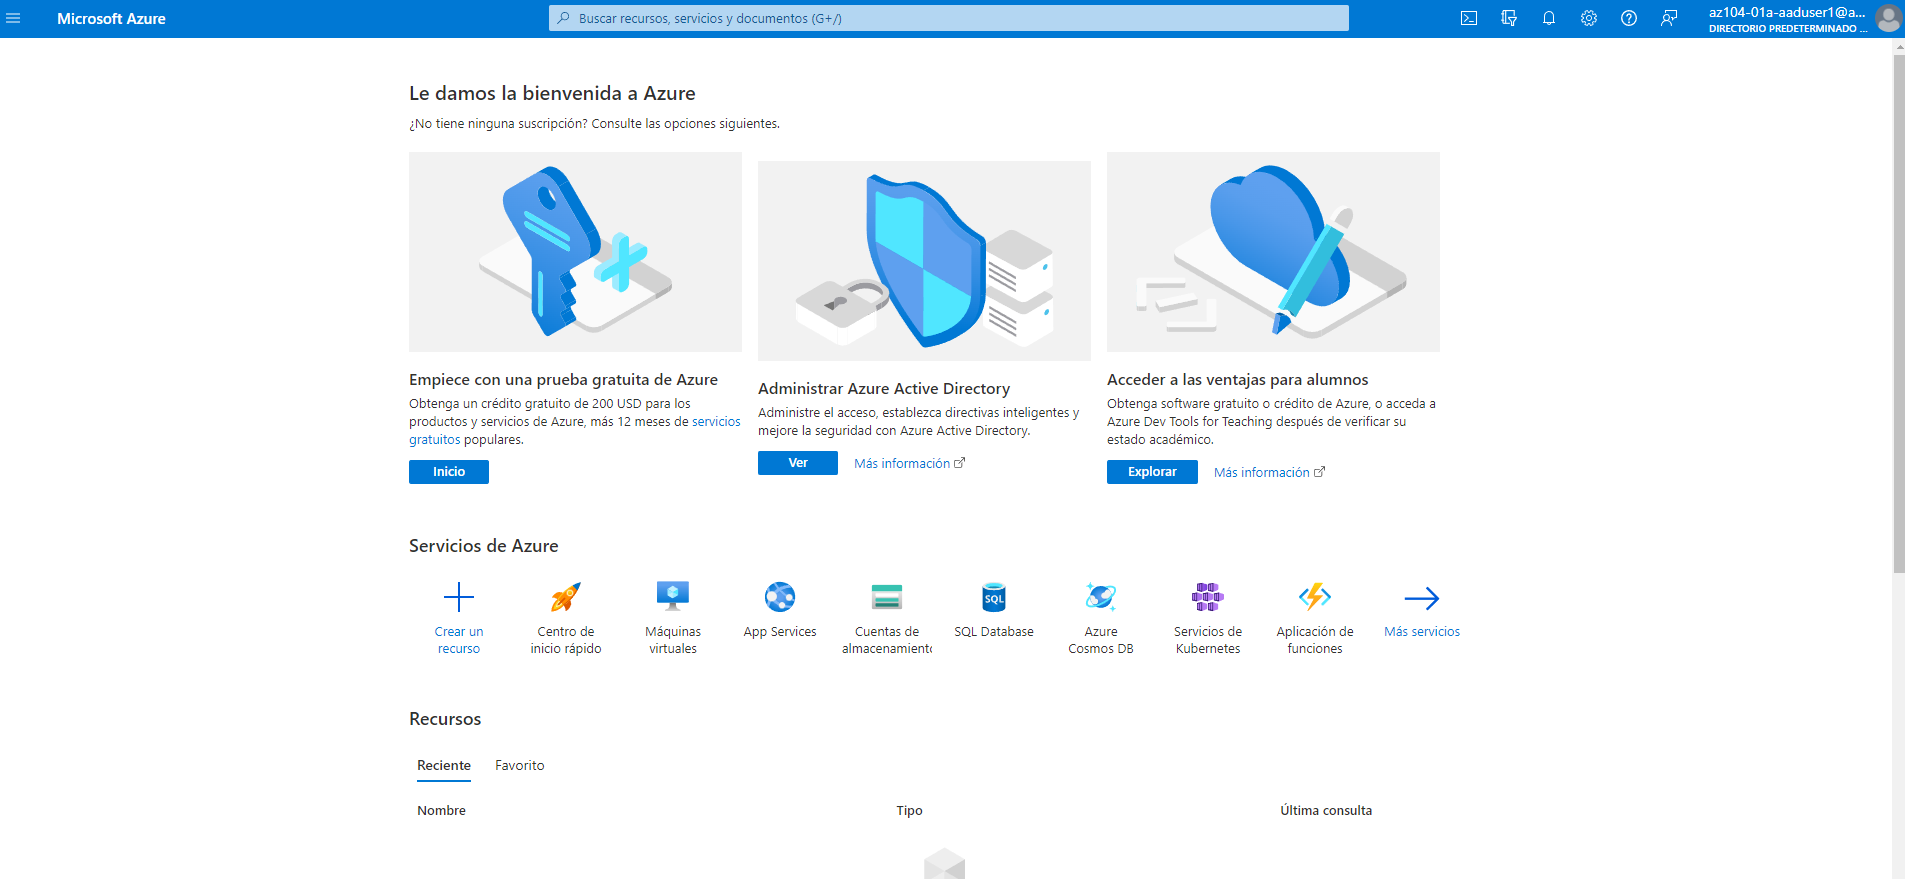 Microsoft Azure
Buscar recursos, servicios y documentos (G+/)
az104-01a-aaduser1@a...
DIRECTORIO PREDETERMINADO ...
Le damos la bienvenida a Azure
¿No tiene ninguna suscripción? Consulte las opciones siguientes.
Empiece con una prueba gratuita de Azure
Obtenga un crédito gratuito de 200 USD para los
productos y servicios de Azure, más 12 meses de servicios
gratuitos populares.
Inicio
Administrar Azure Active Directory
Administre el acceso, establezca directivas inteligentes y
mejore la seguridad con Azure Active Directory.
Ver
Más información
Acceder a las ventajas para alumnos
Obtenga software gratuito o crédito de Azure, o acceda a
Azure Dev Tools for Teaching después de verificar su
estado académico.
Explorar
Más información
Servicios de Azure
Crear un
recurso
Centro de
inicio rápido
Máquinas
virtuales
App Services
Cuentas de
almacenamiento
SQL
SQL Database
Azure
Cosmos DB
Servicios de
Kubernetes
Aplicación de
funciones
Más servicios
Recursos
Reciente
Favorito
Nombre
Tipo
Última consulta